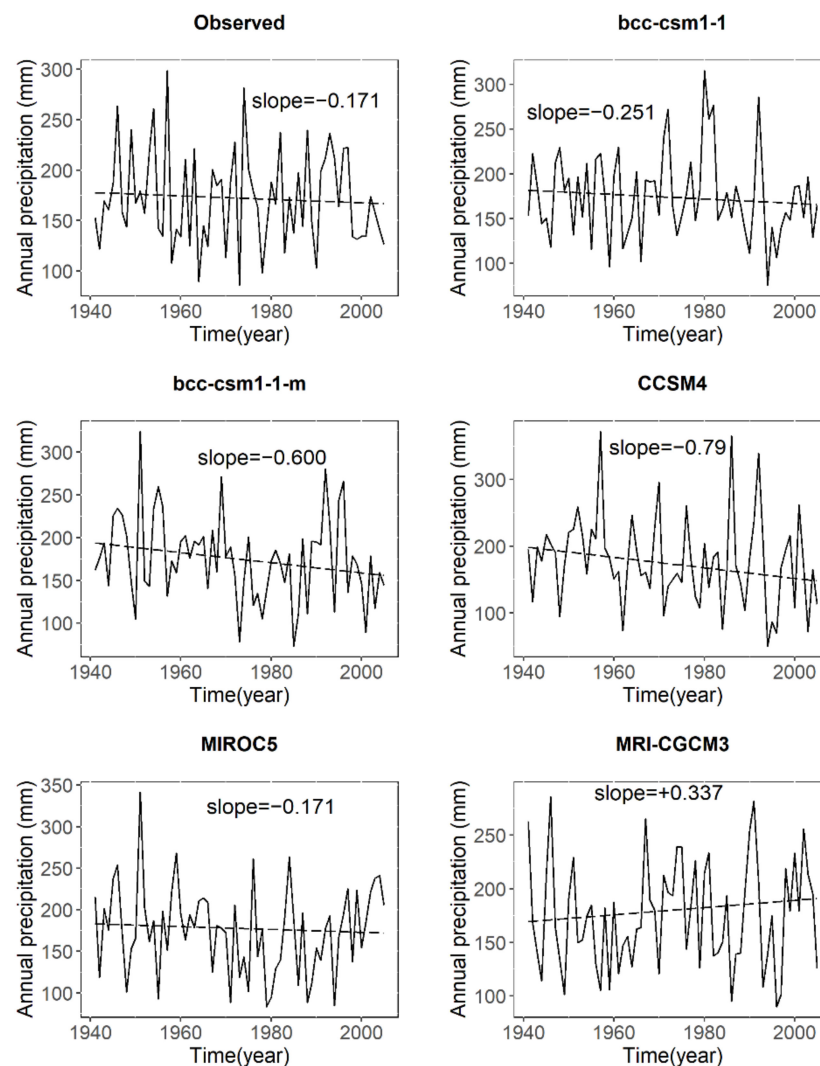 Observed
Annual precipitation (mm)
300
250
200
150
100
slope=−0.171
1940
1960
1980
2000
Time(year)
bcc-csm1-1
Annual precipitation (mm)
300
250
200
150
100
slope=−0.251
1940
1960
1980
2000
Time(year)
bcc-csm1-1-m
Annual precipitation (mm)
300
250
200
150
100
slope=−0.600
1940
1960
1980
2000
Time(year)
CCSM4
Annual precipitation (mm)
300
200
100
slope=−0.79
1940
1960
1980
2000
Time(year)
MIROC5
Annual precipitation (mm)
350
300
250
200
150
100
slope=−0.171
1940
1960
1980
2000
Time(year)
MRI-CGCM3
Annual precipitation (mm)
250
200
150
100
slope=+0.337
1940
1960
1980
2000
Time(year)